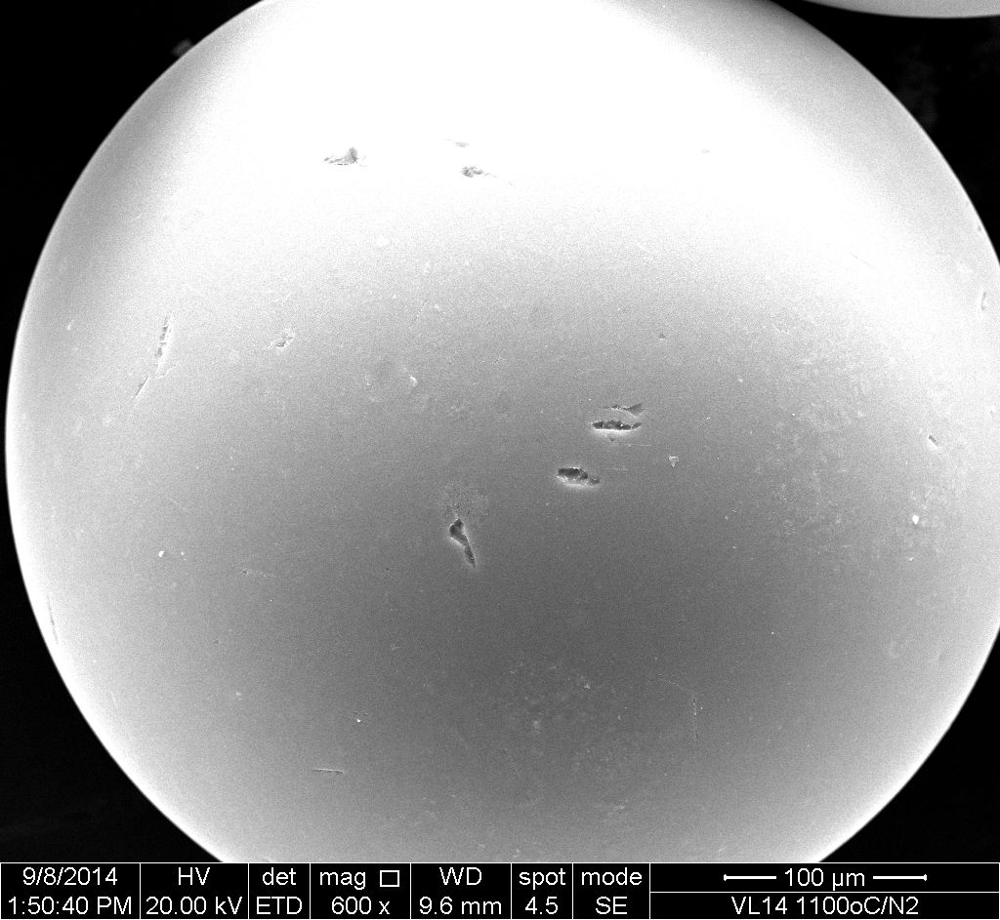 9/8/2014 HV det mag □ WD spot mode 100 µm
1:50:40 PM 20.00 kV ETD 600 x 9.6 mm 4.5 SE VL14 1100oC/N2